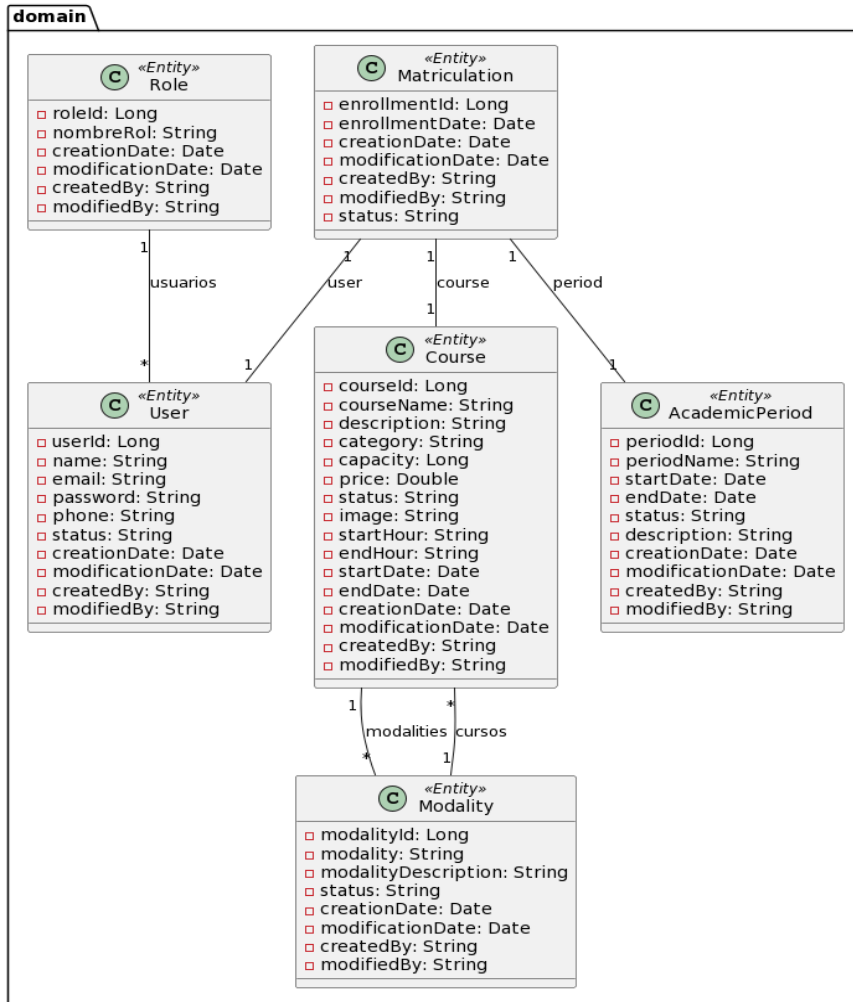 domain
C
«Entity»
Role
roleId: Long
nombreRol: String
creationDate: Date
modificationDate: Date
createdBy: String
modifiedBy: String
C
«Entity»
Matriculation
enrollmentId: Long
enrollmentDate: Date
creationDate: Date
modificationDate: Date
createdBy: String
modifiedBy: String
status: String
1
usuarios
*
1
user
1
1
course
1
1
period
1
C
«Entity»
User
userId: Long
name: String
email: String
password: String
phone: String
status: String
creationDate: Date
modificationDate: Date
createdBy: String
modifiedBy: String
C
«Entity»
Course
courseId: Long
courseName: String
description: String
category: String
capacity: Long
price: Double
status: String
image: String
startHour: String
endHour: String
startDate: Date
endDate: Date
creationDate: Date
modificationDate: Date
createdBy: String
modifiedBy: String
C
«Entity»
AcademicPeriod
periodId: Long
periodName: String
startDate: Date
endDate: Date
status: String
description: String
creationDate: Date
modificationDate: Date
createdBy: String
modifiedBy: String
1
modalities
*
*
cursos
1
C
«Entity»
Modality
modalityId: Long
modality: String
modalityDescription: String
status: String
creationDate: Date
modificationDate: Date
createdBy: String
modifiedBy: String